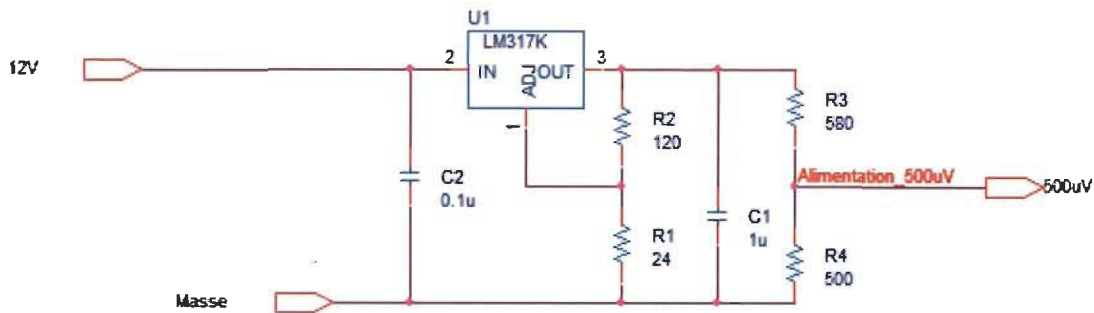 U1
LM317K
12V
2
IN
ADJ
OUT
3
1
R2
120
R3
580
C2
0.1u
Alimentation_500uV
500uV
C1
1u
R1
24
R4
500
Masse